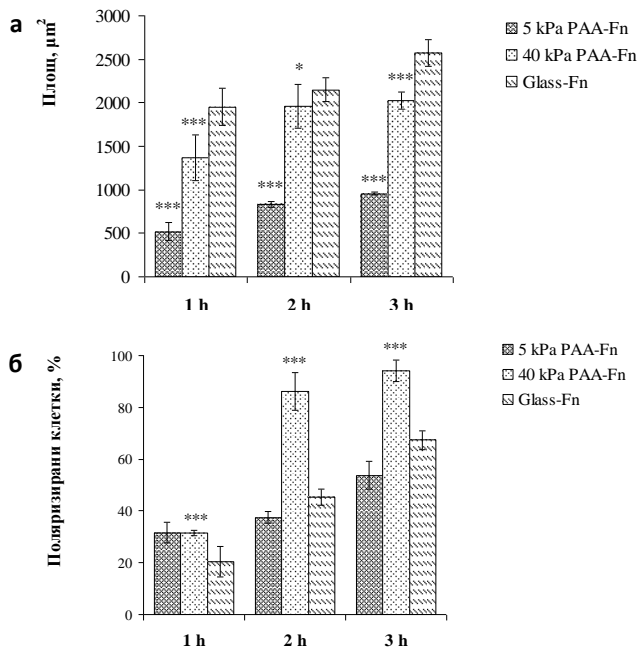 а
Площ, µm²
3000
2500
2000
1500
1000
500
0
***
***
***
*
***
***
1 h
2 h
3 h
5 kPa PAA-Fn
40 kPa PAA-Fn
Glass-Fn
б
Поляризирани клетки, %
100
80
60
40
20
0
***
***
***
1 h
2 h
3 h
5 kPa PAA-Fn
40 kPa PAA-Fn
Glass-Fn